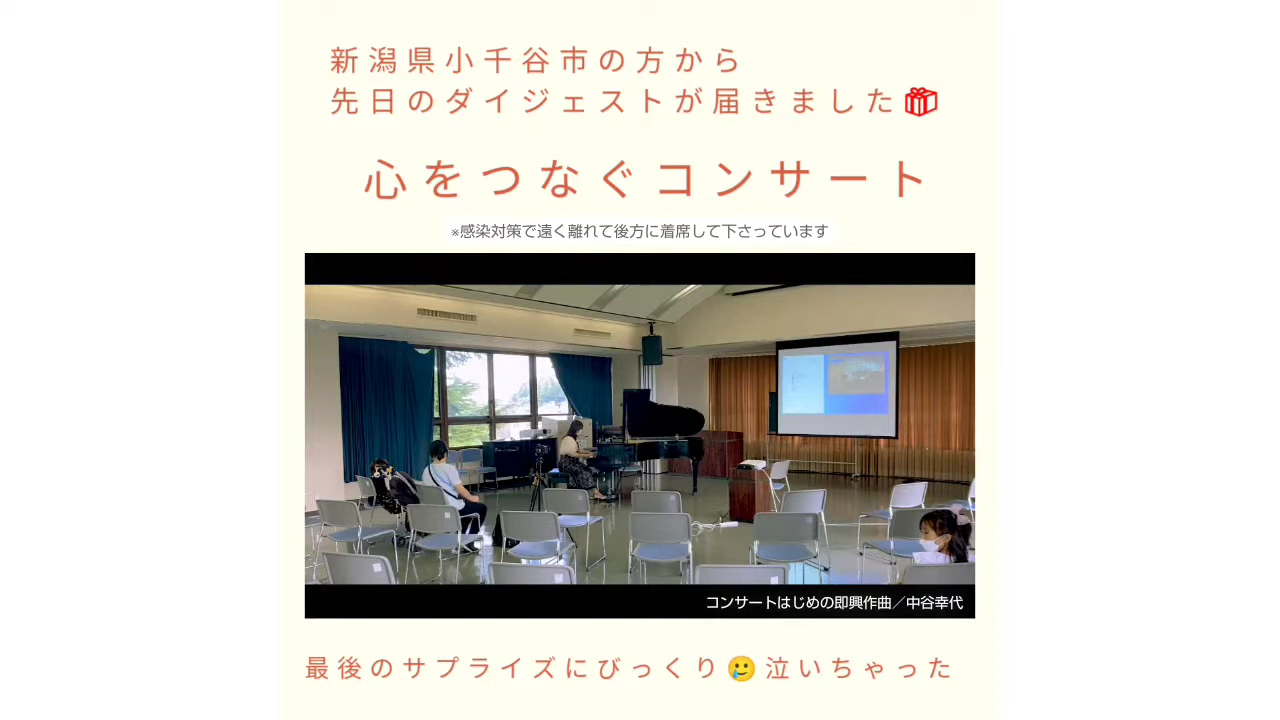 新潟県小千谷市の方から
先日のダイジェストが届きました🎁
心をつなぐコンサート
※感染対策で遠く離れて後方に着席して下さっています
コンサートはじめの即興作曲／中谷幸代
最後のサプライズにびっくり🥲泣いちゃった